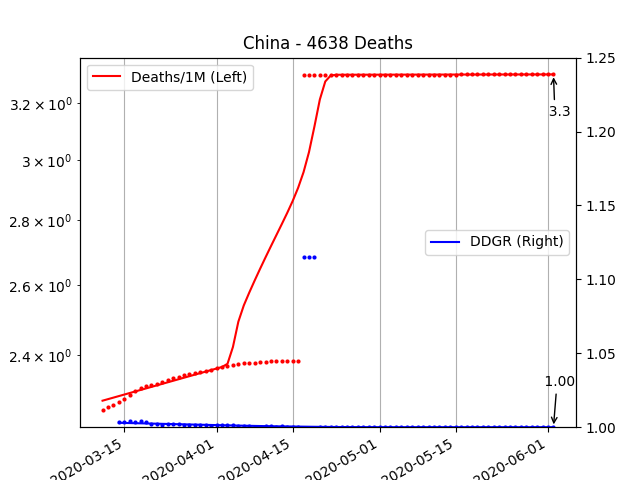 China - 4638 Deaths
Deaths/1M (Left)
DDGR (Right)
3.2 × 10⁰
3 × 10⁰
2.8 × 10⁰
2.6 × 10⁰
2.4 × 10⁰
1.25
1.20
1.15
1.10
1.05
1.00
3.3
1.00
2020-03-15
2020-04-01
2020-04-15
2020-05-01
2020-05-15
2020-06-01